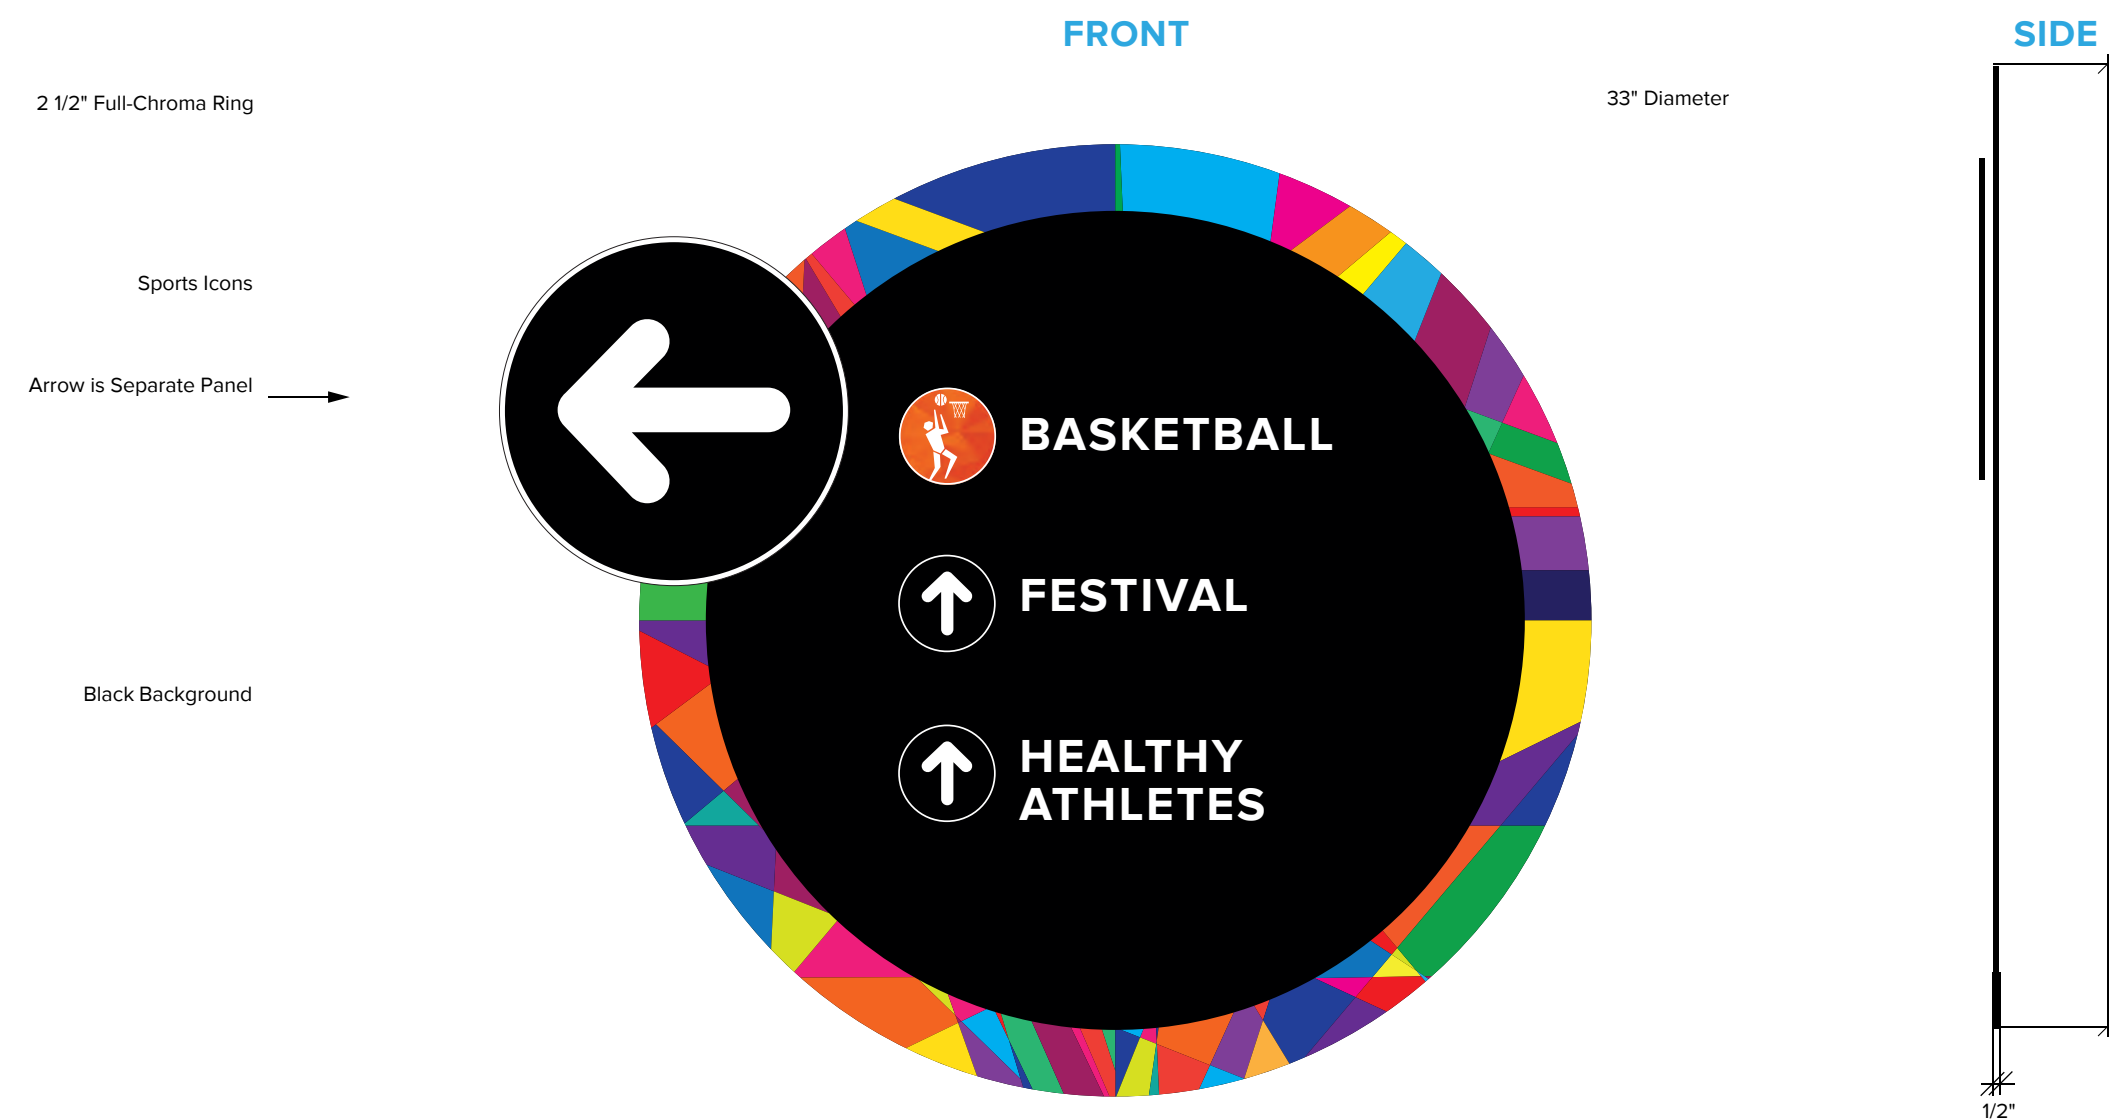 FRONT
SIDE
2 1/2" Full-Chroma Ring
33" Diameter
Sports Icons
Arrow is Separate Panel
BASKETBALL
FESTIVAL
Black Background
HEALTHY
ATHLETES
1/2"